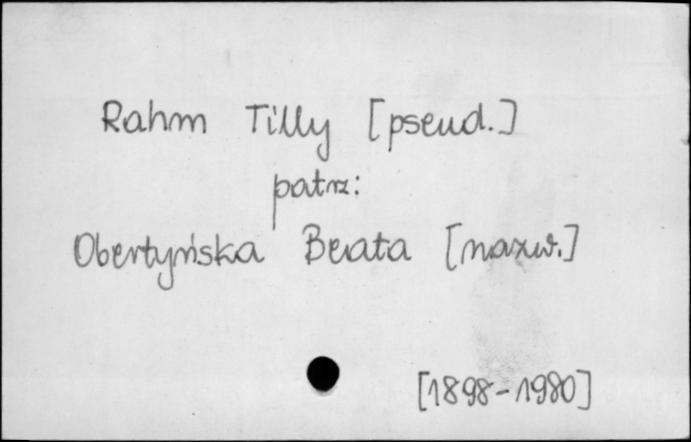 Rahm Tilly [pseud.]
patrz:
Obertyńska Beata [nazw.]
[1898-1980]